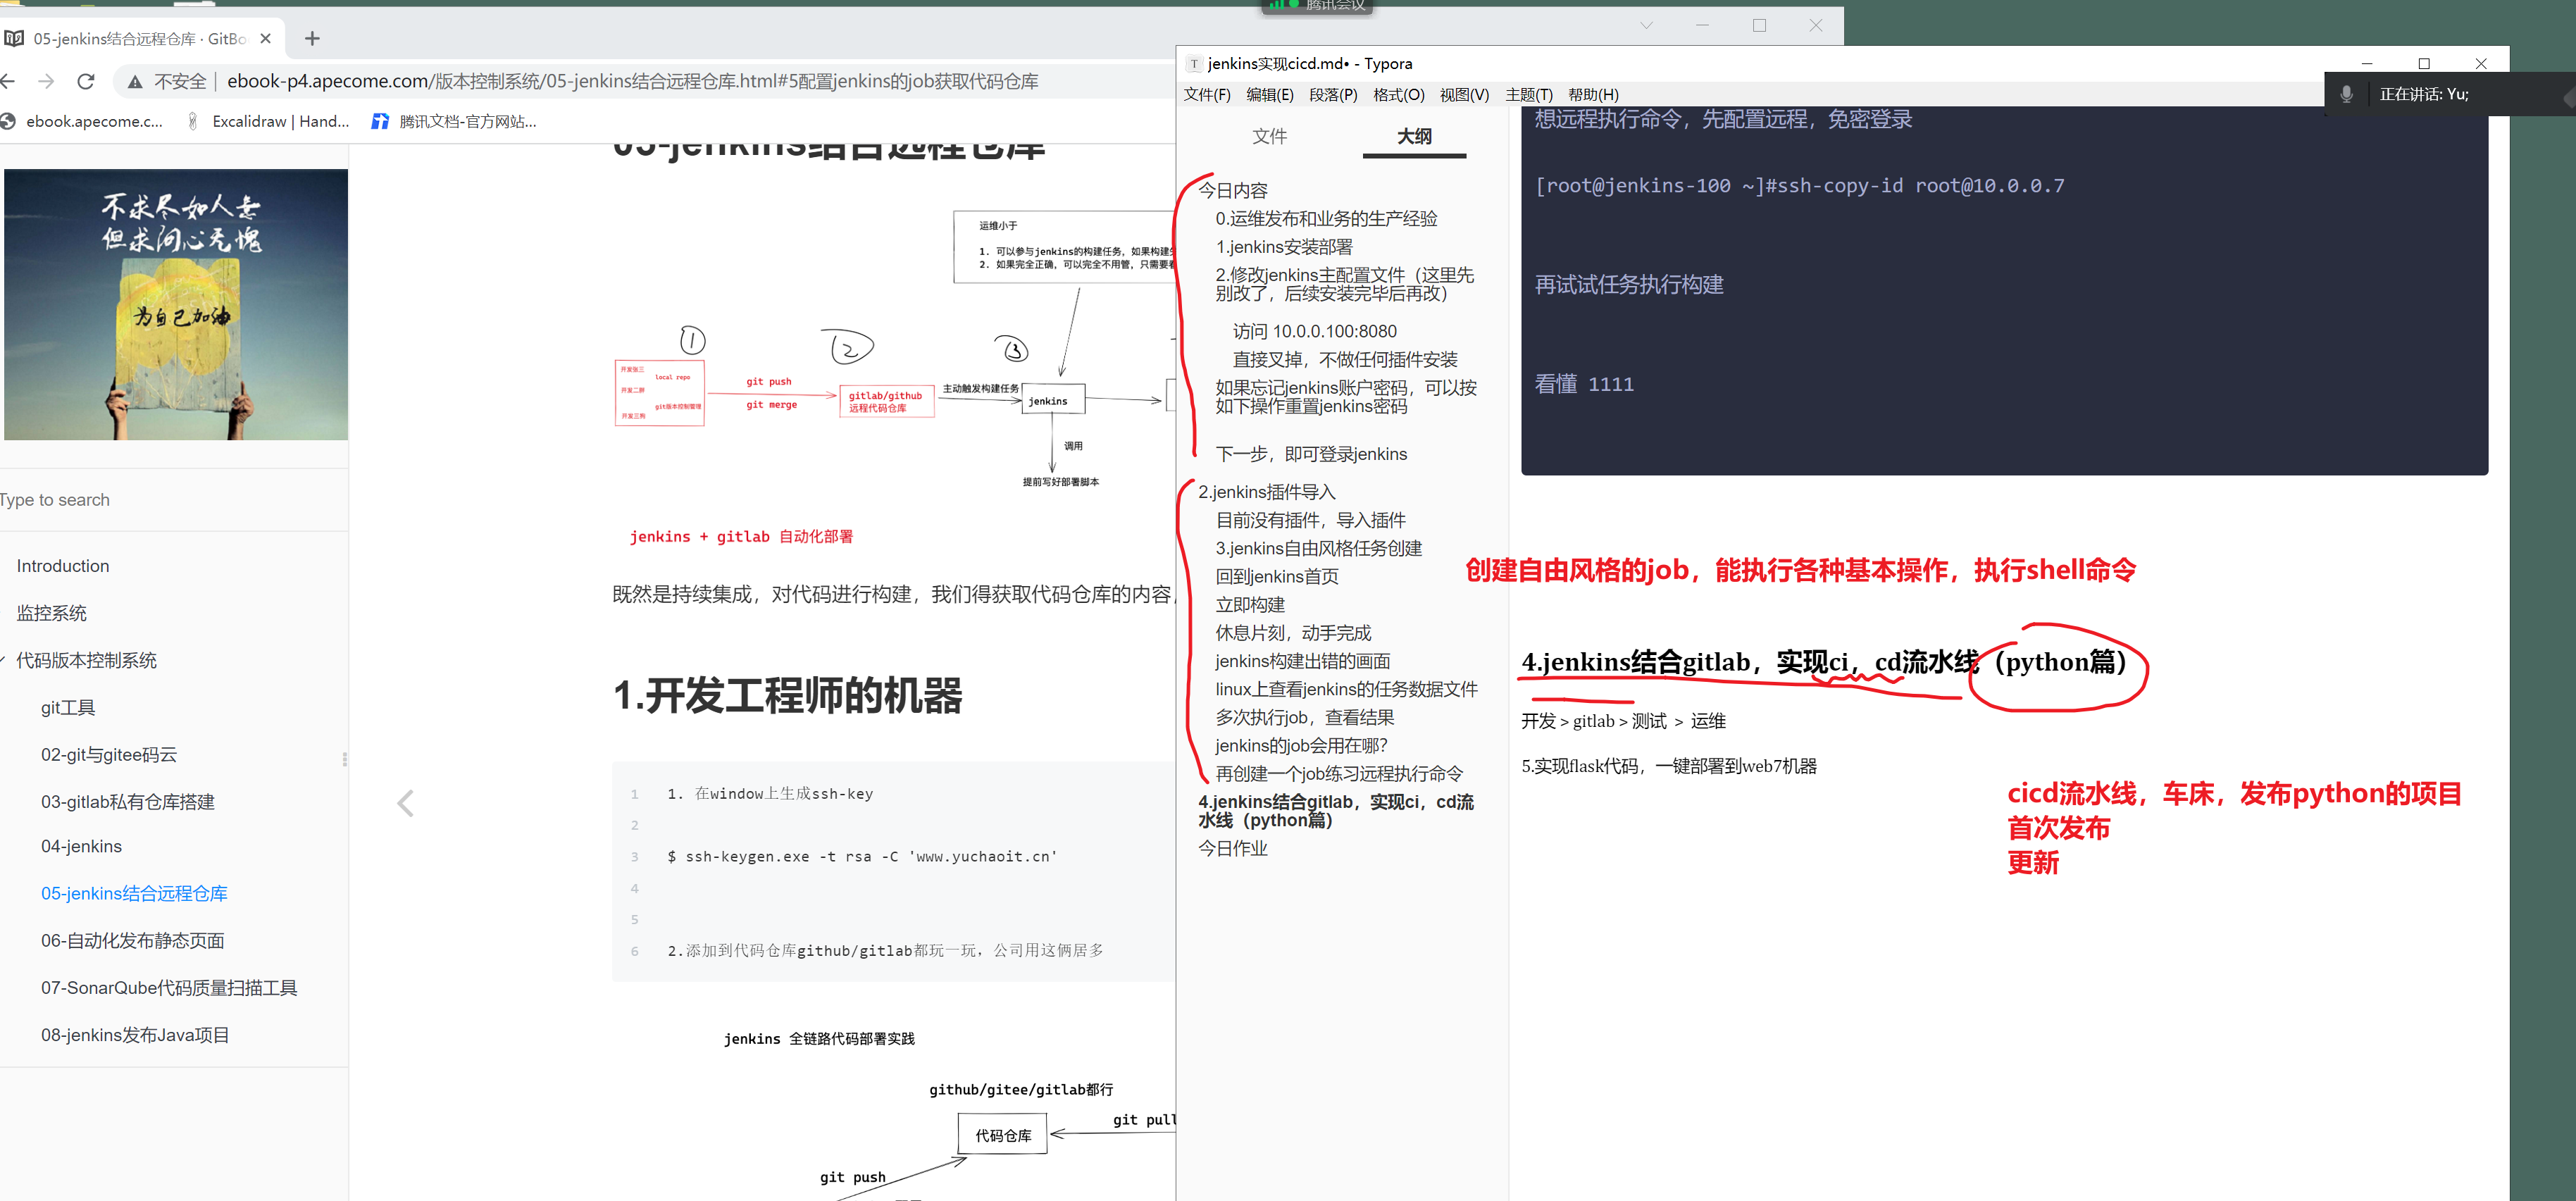 腾讯会议
05-jenkins结合远程仓库 · GitBo
不安全
ebook-p4.apecome.com/版本控制系统/05-jenkins结合远程仓库.html#5配置jenkins的job获取代码仓库
ebook.apecome.c...
Excalidraw | Hand...
腾讯文档-官方网站...
不求尽如人意
但求问心无愧
为自己加油
Type to search
Introduction
监控系统
代码版本控制系统
git工具
02-git与gitee码云
03-gitlab私有仓库搭建
04-jenkins
05-jenkins结合远程仓库
06-自动化发布静态页面
07-SonarQube代码质量扫描工具
08-jenkins发布Java项目
05-jenkins结合远程仓库
运维小于
1. 可以参与jenkins的构建任务，如果构建
2. 如果完全正确，可以完全不用管，只需要
①
②
③
开发张三
local repo
开发二胖
git版本控制管理
开发三狗
git push
git merge
gitlab/github
远程代码仓库
主动触发构建任务
jenkins
调用
提前写好部署脚本
jenkins + gitlab 自动化部署
既然是持续集成，对代码进行构建，我们得获取代码仓库的内容，
1.开发工程师的机器
1 1. 在window上生成ssh-key
2
3 $ ssh-keygen.exe -t rsa -C 'www.yuchaoit.cn'
4
5
6 2.添加到代码仓库github/gitlab都玩一玩，公司用这俩居多
jenkins 全链路代码部署实践
github/gitee/gitlab都行
代码仓库
git pull
git push
jenkins实现cicd.md• - Typora
文件(F) 编辑(E) 段落(P) 格式(O) 视图(V) 主题(T) 帮助(H)
正在讲话: Yu;
文件
大纲
今日内容
0.运维发布和业务的生产经验
1.jenkins安装部署
2.修改jenkins主配置文件（这里先
别改了，后续安装完毕后再改）
访问 10.0.0.100:8080
直接叉掉，不做任何插件安装
如果忘记jenkins账户密码，可以按
如下操作重置jenkins密码
下一步，即可登录jenkins
2.jenkins插件导入
目前没有插件，导入插件
3.jenkins自由风格任务创建
回到jenkins首页
立即构建
休息片刻，动手完成
jenkins构建出错的画面
linux上查看jenkins的任务数据文件
多次执行job，查看结果
jenkins的job会用在哪？
再创建一个job练习远程执行命令
4.jenkins结合gitlab，实现ci，cd流
水线（python篇）
今日作业
想远程执行命令，先配置远程，免密登录
[root@jenkins-100 ~]#ssh-copy-id root@10.0.0.7
再试试任务执行构建
看懂 1111
创建自由风格的job，能执行各种基本操作，执行shell命令
4.jenkins结合gitlab，实现ci，cd流水线（python篇）
开发 > gitlab > 测试 > 运维
5.实现flask代码，一键部署到web7机器
cicd流水线，车床，发布python的项目
首次发布
更新